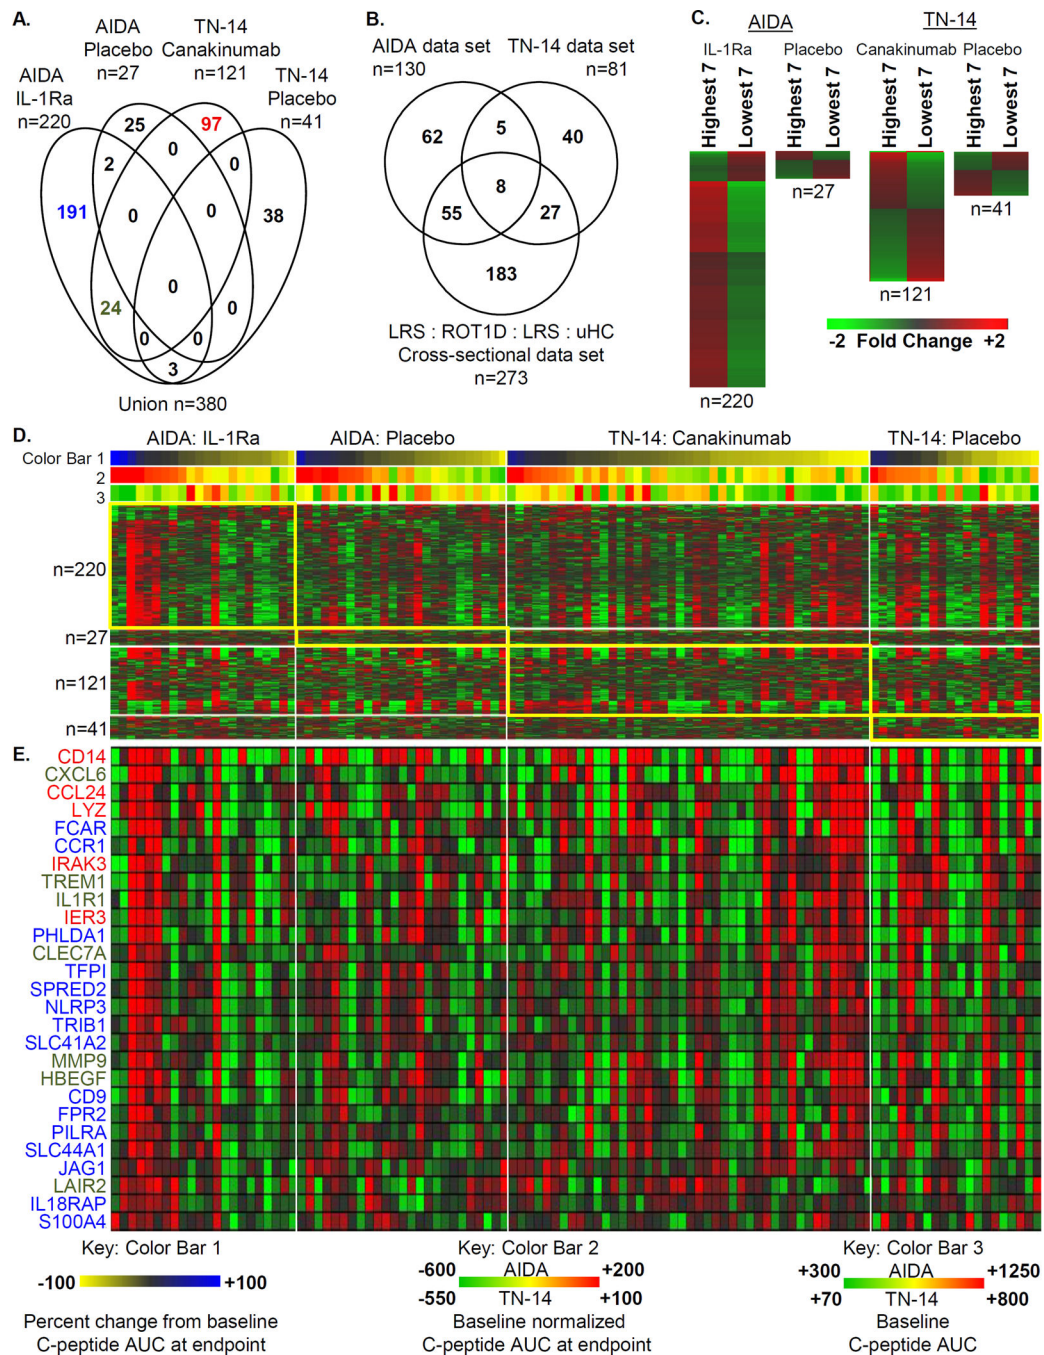 A.
AIDA
IL-1Ra
n=220
AIDA
Placebo
n=27
TN-14
Canakinumab
n=121
TN-14
Placebo
n=41
25
97
2
0
0
191
0
0
38
0
24
0
0
0
3
Union n=380
B.
AIDA data set
n=130
TN-14 data set
n=81
62
5
40
8
55
27
183
LRS : ROT1D : LRS : uHC
Cross-sectional data set
n=273
C.
AIDA
TN-14
IL-1Ra
Placebo
Canakinumab
Placebo
Highest 7
Lowest 7
Highest 7
Lowest 7
Highest 7
Lowest 7
Highest 7
Lowest 7
n=27
n=41
n=121
n=220
-2 Fold Change +2
D.
AIDA: IL-1Ra
AIDA: Placebo
TN-14: Canakinumab
TN-14: Placebo
Color Bar 1
2
3
n=220
n=27
n=121
n=41
E.
CD14
CXCL6
CCL24
LYZ
FCAR
CCR1
IRAK3
TREM1
IL1R1
IER3
PHLDA1
CLEC7A
TFPI
SPRED2
NLRP3
TRIB1
SLC41A2
MMP9
HBEGF
CD9
FPR2
PILRA
SLC44A1
JAG1
LAIR2
IL18RAP
S100A4
Key: Color Bar 1
-100
+100
Percent change from baseline
C-peptide AUC at endpoint
Key: Color Bar 2
-600 AIDA +200
-550 TN-14 +100
Baseline normalized
C-peptide AUC at endpoint
Key: Color Bar 3
+300 AIDA +1250
+70 TN-14 +800
Baseline
C-peptide AUC